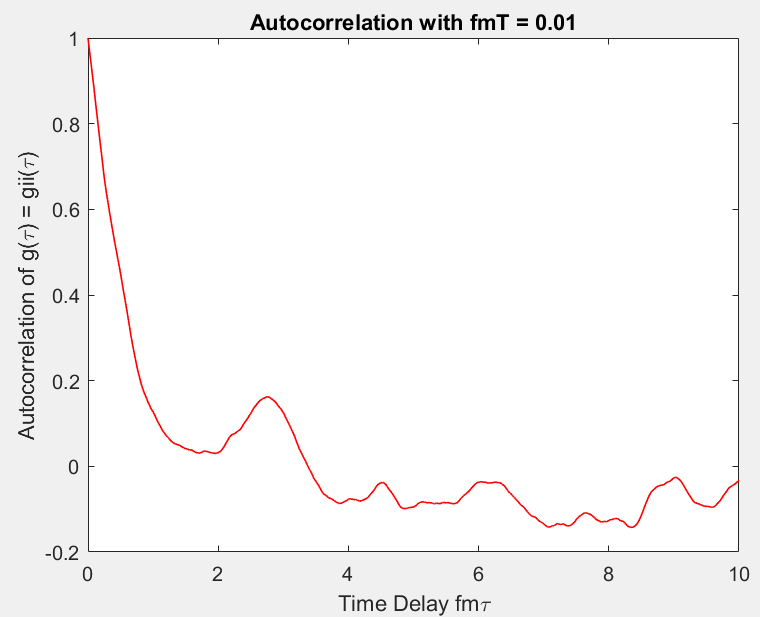 Autocorrelation with fmT = 0.01
Autocorrelation of g(τ) = gii(τ)
1
0.8
0.6
0.4
0.2
0
-0.2
0 2 4 6 8 10
Time Delay fmτ